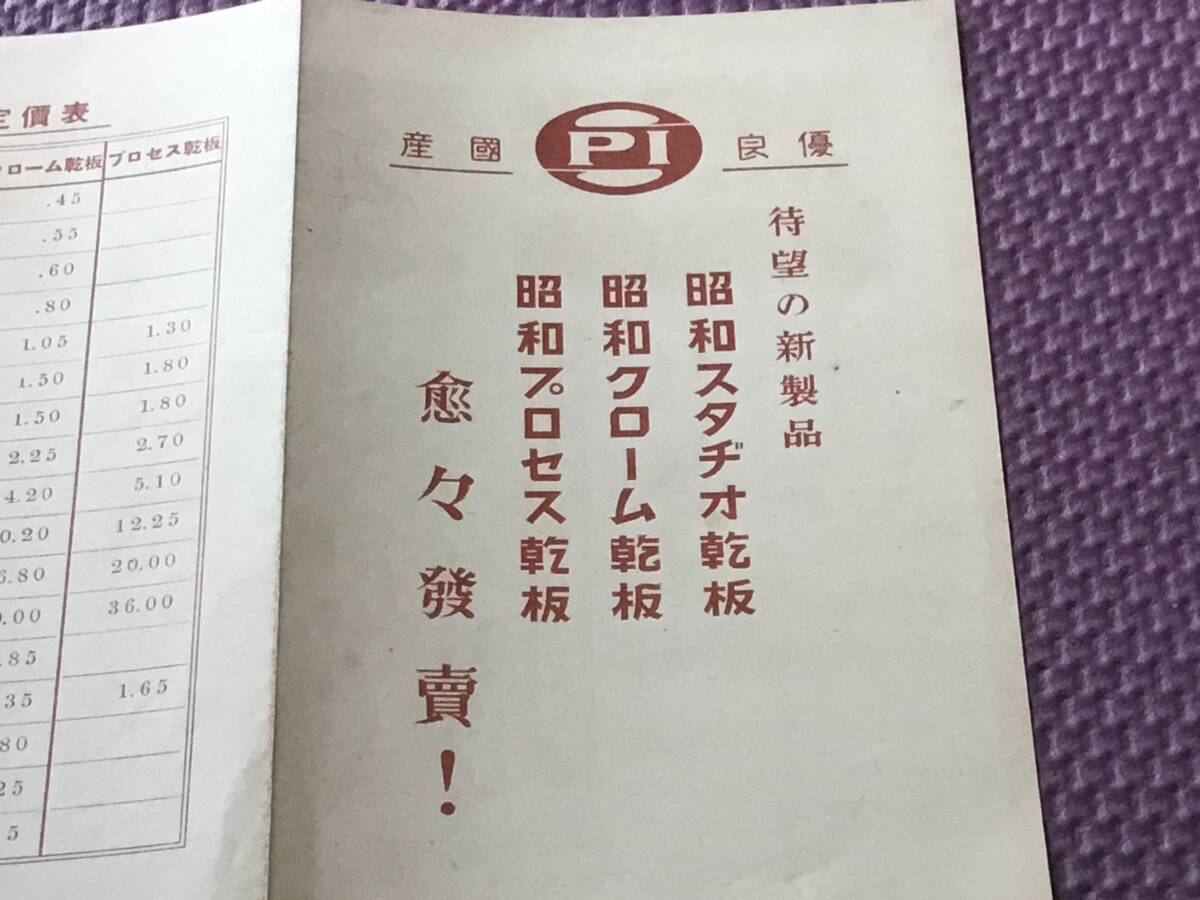 優良 PI 國産
待望の新製品
昭和スタヂオ乾板
昭和クローム乾板
昭和プロセス乾板
愈々發賣！
定價表
ローム乾板 プロセス乾板
.45
.55
.60
.80
1.05 1.30
1.50 1.80
1.50 1.80
2.25 2.70
4.20 5.10
0.20 12.25
6.80 20.00
.00 36.00
.85
35 1.65
80
25
5